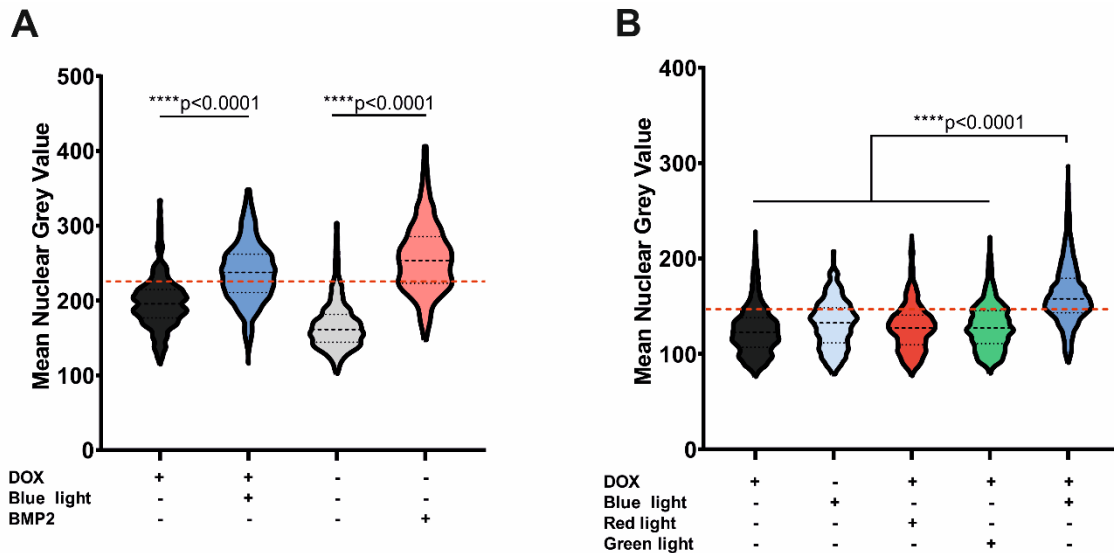 A
Mean Nuclear Grey Value
500
400
300
200
100
0
****p<0.0001
****p<0.0001
DOX + + - -
Blue light - + - -
BMP2 - - - +
B
Mean Nuclear Grey Value
400
300
200
100
0
****p<0.0001
DOX + - + + +
Blue light - + - - +
Red light - - + - -
Green light - - - + -